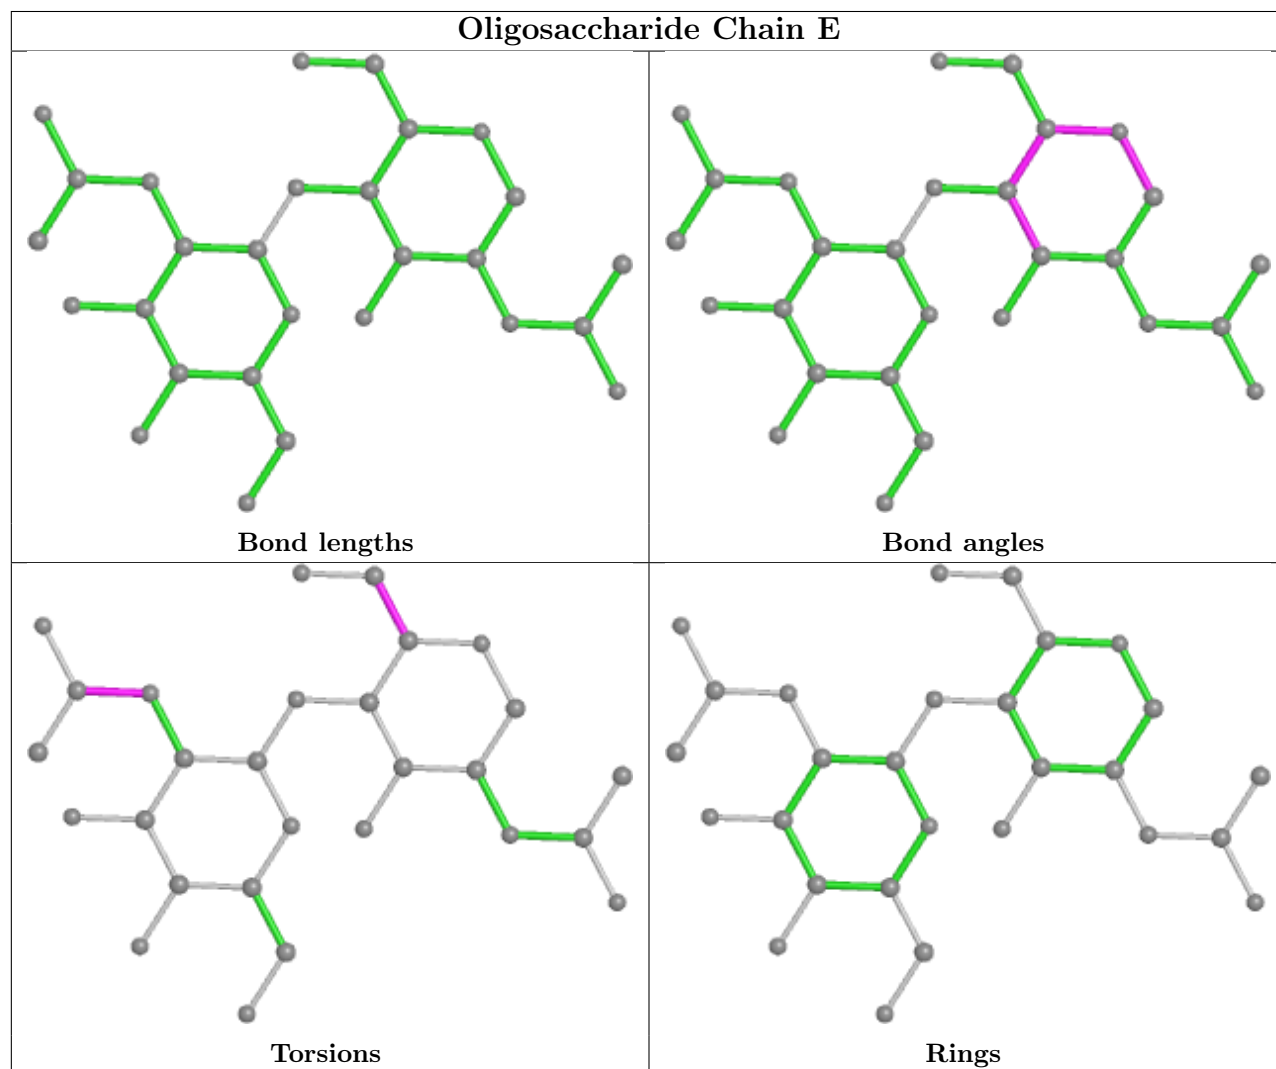 Oligosaccharide Chain E
Bond lengths
Bond angles
Torsions
Rings